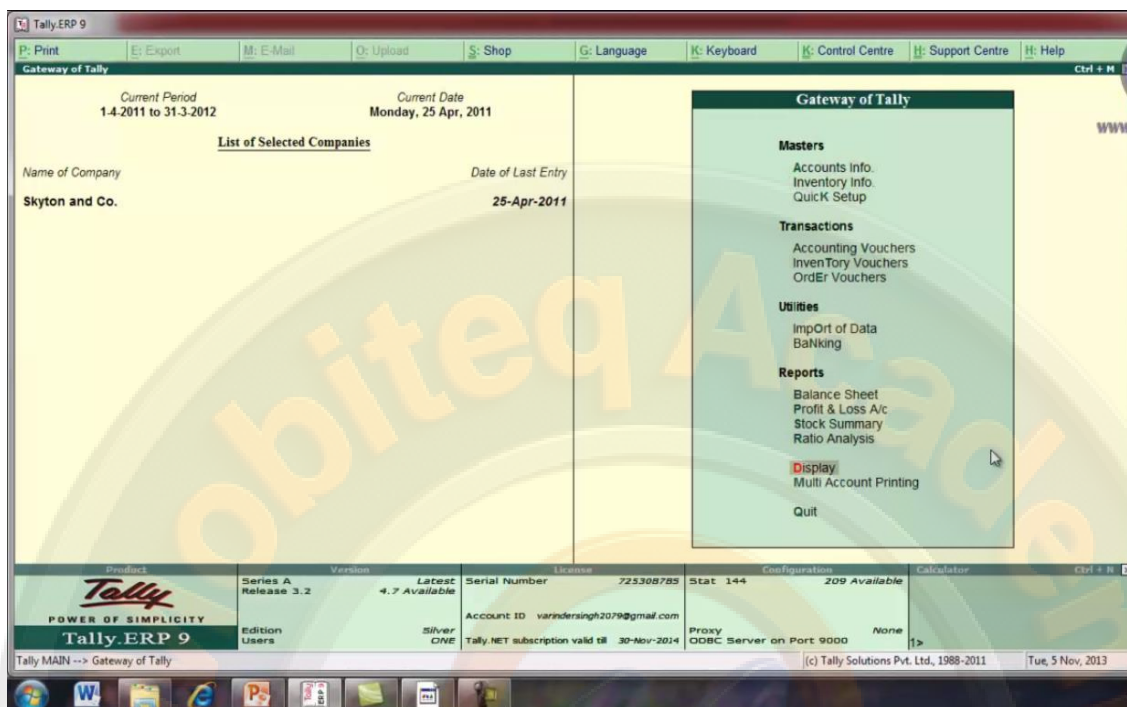 Tally.ERP 9
P: Print E: Export M: E-Mail O: Upload S: Shop G: Language K: Keyboard K: Control Centre H: Support Centre H: Help
Gateway of Tally Ctrl + M
Current Period Current Date
1-4-2011 to 31-3-2012 Monday, 25 Apr, 2011
List of Selected Companies
Name of Company Date of Last Entry
Skyton and Co. 25-Apr-2011
Gateway of Tally
www
Masters
Accounts Info.
Inventory Info.
QuicK Setup
Transactions
Accounting Vouchers
InvenTory Vouchers
OrdEr Vouchers
Utilities
ImpOrt of Data
BaNking
Reports
Balance Sheet
Profit & Loss A/c
Stock Summary
Ratio Analysis
Display
Multi Account Printing
Quit
obiteq Acade
Product Version License Configuration Calculator Ctrl + N
Tally
POWER OF SIMPLICITY
Tally.ERP 9
Series A Latest
Release 3.2 4.7 Available
Edition Silver
Users ONE
Serial Number 725308785
Account ID varindersingh2079@gmail.com
Tally.NET subscription valid till 30-Nov-2014
Stat 144 209 Available
Proxy None
ODBC Server on Port 9000
1>
Tally MAIN --> Gateway of Tally (c) Tally Solutions Pvt. Ltd., 1988-2011 Tue, 5 Nov, 2013